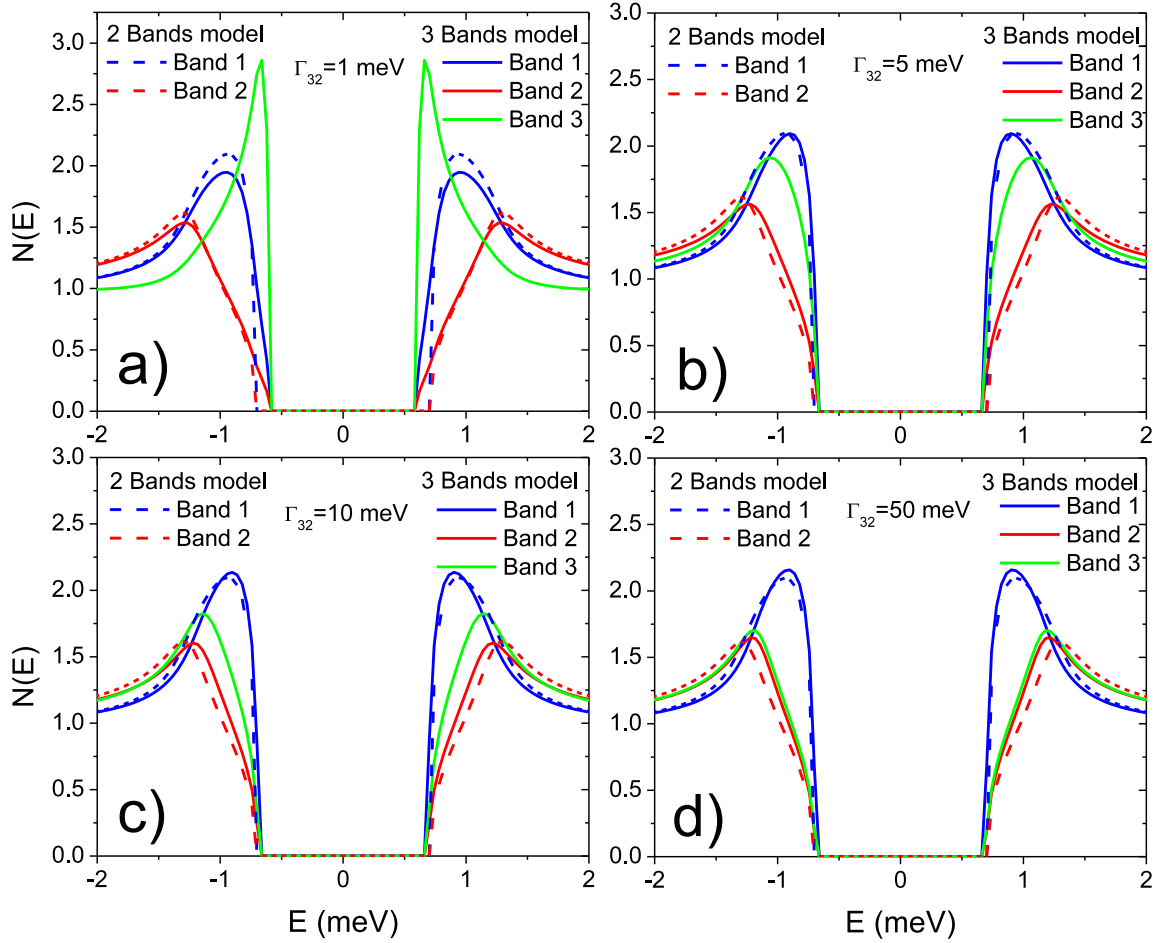 2 Bands model
Band 1
Band 2
Γ32=1 meV
3 Bands model
Band 1
Band 2
Band 3
N(E)
3.0
2.5
2.0
1.5
1.0
0.5
0.0
a)
-2
-1
0
1
2
2 Bands model
Band 1
Band 2
Γ32=5 meV
3 Bands model
Band 1
Band 2
Band 3
3.0
2.5
2.0
1.5
1.0
0.5
0.0
b)
-2
-1
0
1
2
2 Bands model
Band 1
Band 2
Γ32=10 meV
3 Bands model
Band 1
Band 2
Band 3
N(E)
3.0
2.5
2.0
1.5
1.0
0.5
0.0
c)
-2
-1
0
1
2
E (meV)
2 Bands model
Band 1
Band 2
Γ32=50 meV
3 Bands model
Band 1
Band 2
Band 3
3.0
2.5
2.0
1.5
1.0
0.5
0.0
d)
-2
-1
0
1
2
E (meV)